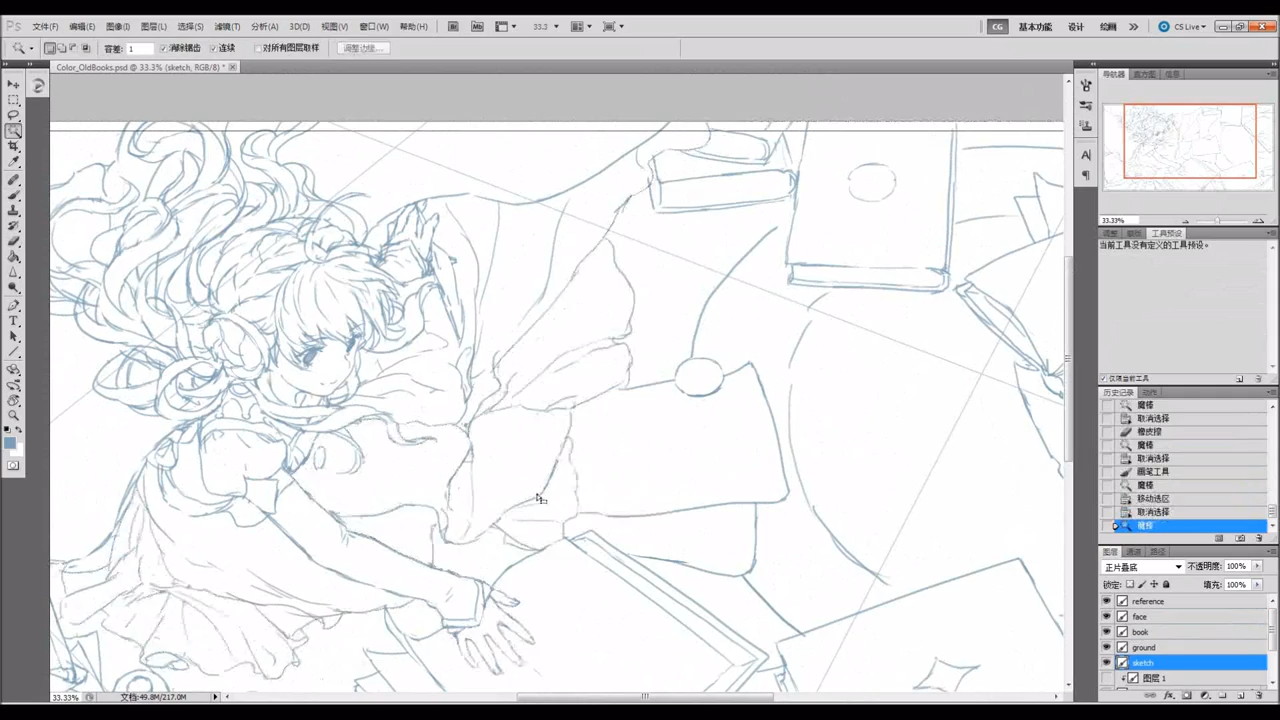 Ps 文件(F) 编辑(E) 图像(I) 图层(L) 选择(S) 滤镜(T) 分析(A) 3D(D) 视图(V) 窗口(W) 帮助(H) Br Mb 33.3 CG 基本功能 设计 绘画 CS Live
容差: 1 消除锯齿 连续 对所有图层取样 调整边缘...
Color_OldBooks.psd @ 33.3% (sketch, RGB/8) *
导航器 直方图 信息
33.33%
调整 蒙版 工具预设
当前工具没有定义的工具预设。
仅限当前工具
历史记录 动作
魔棒
取消选择
橡皮擦
魔棒
取消选择
画笔工具
魔棒
移动选区
取消选择
魔棒
图层 通道 路径
正片叠底 不透明度: 100%
锁定: 填充: 100%
reference
face
book
ground
sketch
图层 1
33.33% 文档:49.8M/217.0M